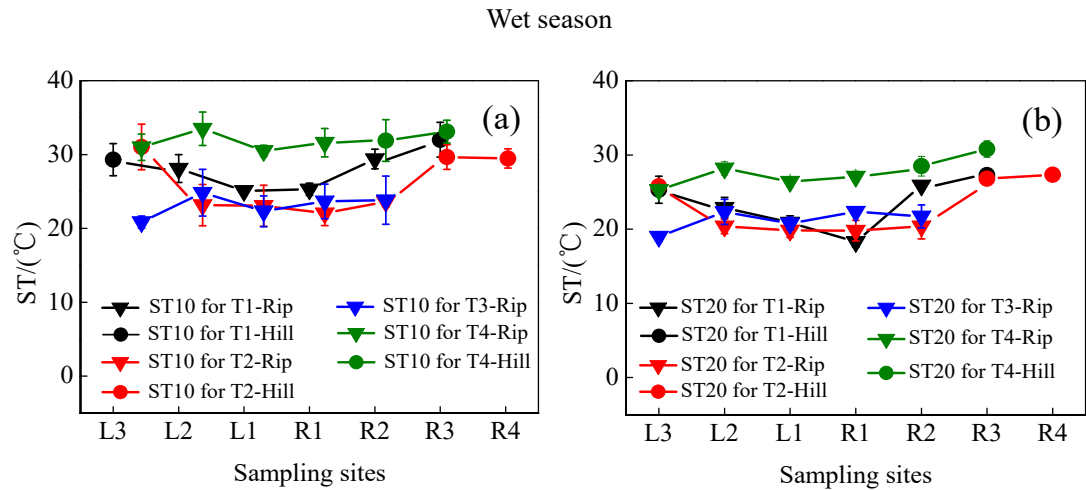 Wet season
(a)
ST/(℃)
40
30
20
10
0
ST10 for T1-Rip
ST10 for T1-Hill
ST10 for T2-Rip
ST10 for T2-Hill
ST10 for T3-Rip
ST10 for T4-Rip
ST10 for T4-Hill
L3 L2 L1 R1 R2 R3 R4
Sampling sites
(b)
ST/(℃)
40
30
20
10
0
ST20 for T1-Rip
ST20 for T1-Hill
ST20 for T2-Rip
ST20 for T2-Hill
ST20 for T3-Rip
ST20 for T4-Rip
ST20 for T4-Hill
L3 L2 L1 R1 R2 R3 R4
Sampling sites